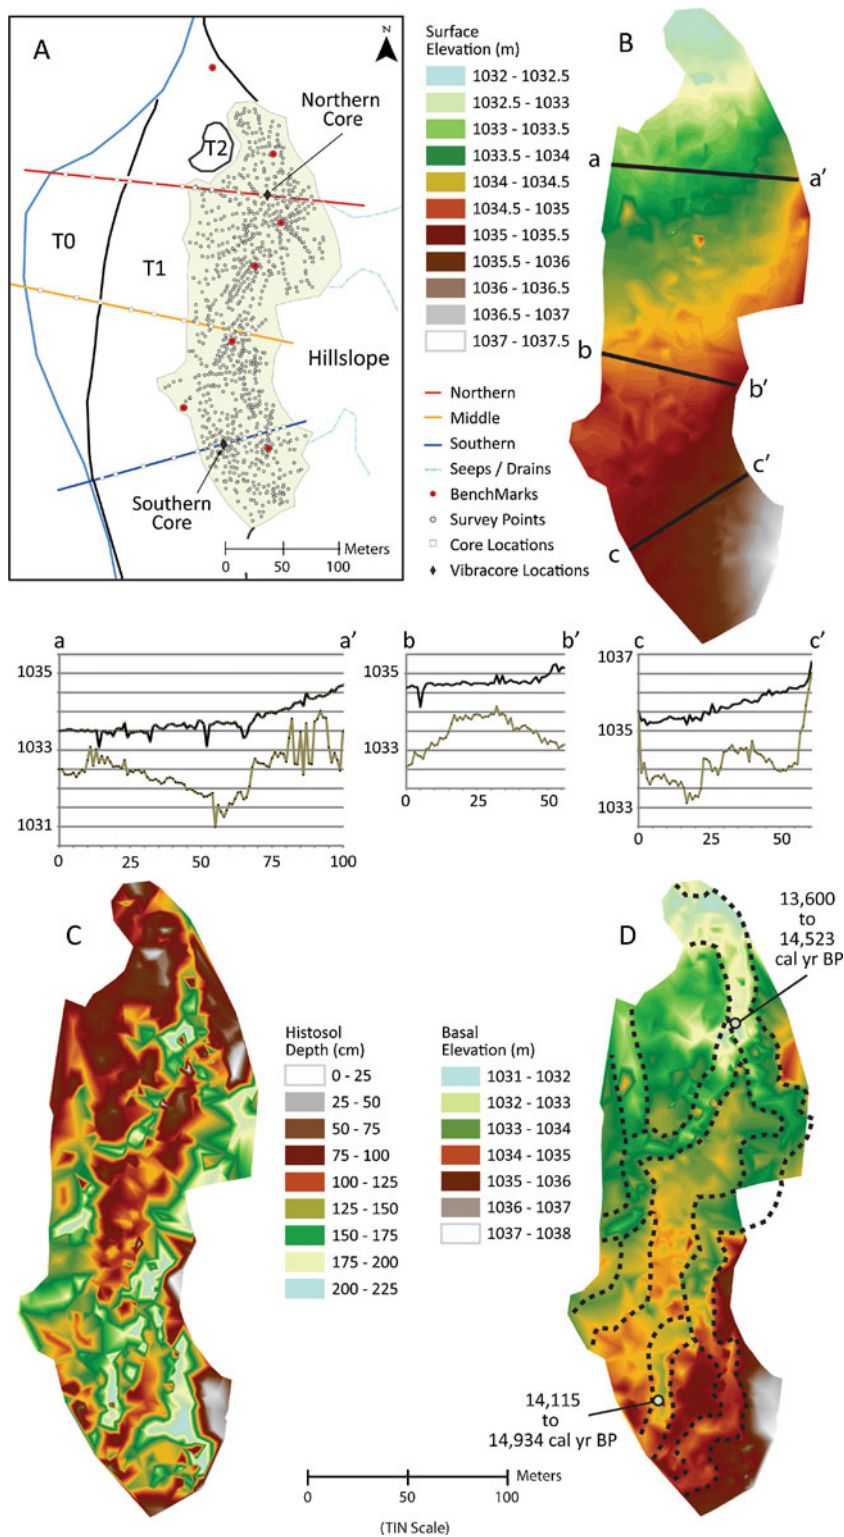 A
N
Northern
Core
T2
T0
T1
Hillslope
Southern
Core
Meters
0 50 100
Surface
Elevation (m)
1032 - 1032.5
1032.5 - 1033
1033 - 1033.5
1033.5 - 1034
1034 - 1034.5
1034.5 - 1035
1035 - 1035.5
1035.5 - 1036
1036 - 1036.5
1036.5 - 1037
1037 - 1037.5
Northern
Middle
Southern
Seeps / Drains
BenchMarks
Survey Points
Core Locations
Vibracore Locations
B
a a'
b b'
c' 
c
a a'
1035
1033
1031
0 25 50 75 100
b b'
1035
1033
0 25 50
c c'
1037
1035
1033
0 25 50
C
Histosol
Depth (cm)
0 - 25
25 - 50
50 - 75
75 - 100
100 - 125
125 - 150
150 - 175
175 - 200
200 - 225
Basal
Elevation (m)
1031 - 1032
1032 - 1033
1033 - 1034
1034 - 1035
1035 - 1036
1036 - 1037
1037 - 1038
D
13,600
to
14,523
cal yr BP
14,115
to
14,934 cal yr BP
Meters
0 50 100
(TIN Scale)